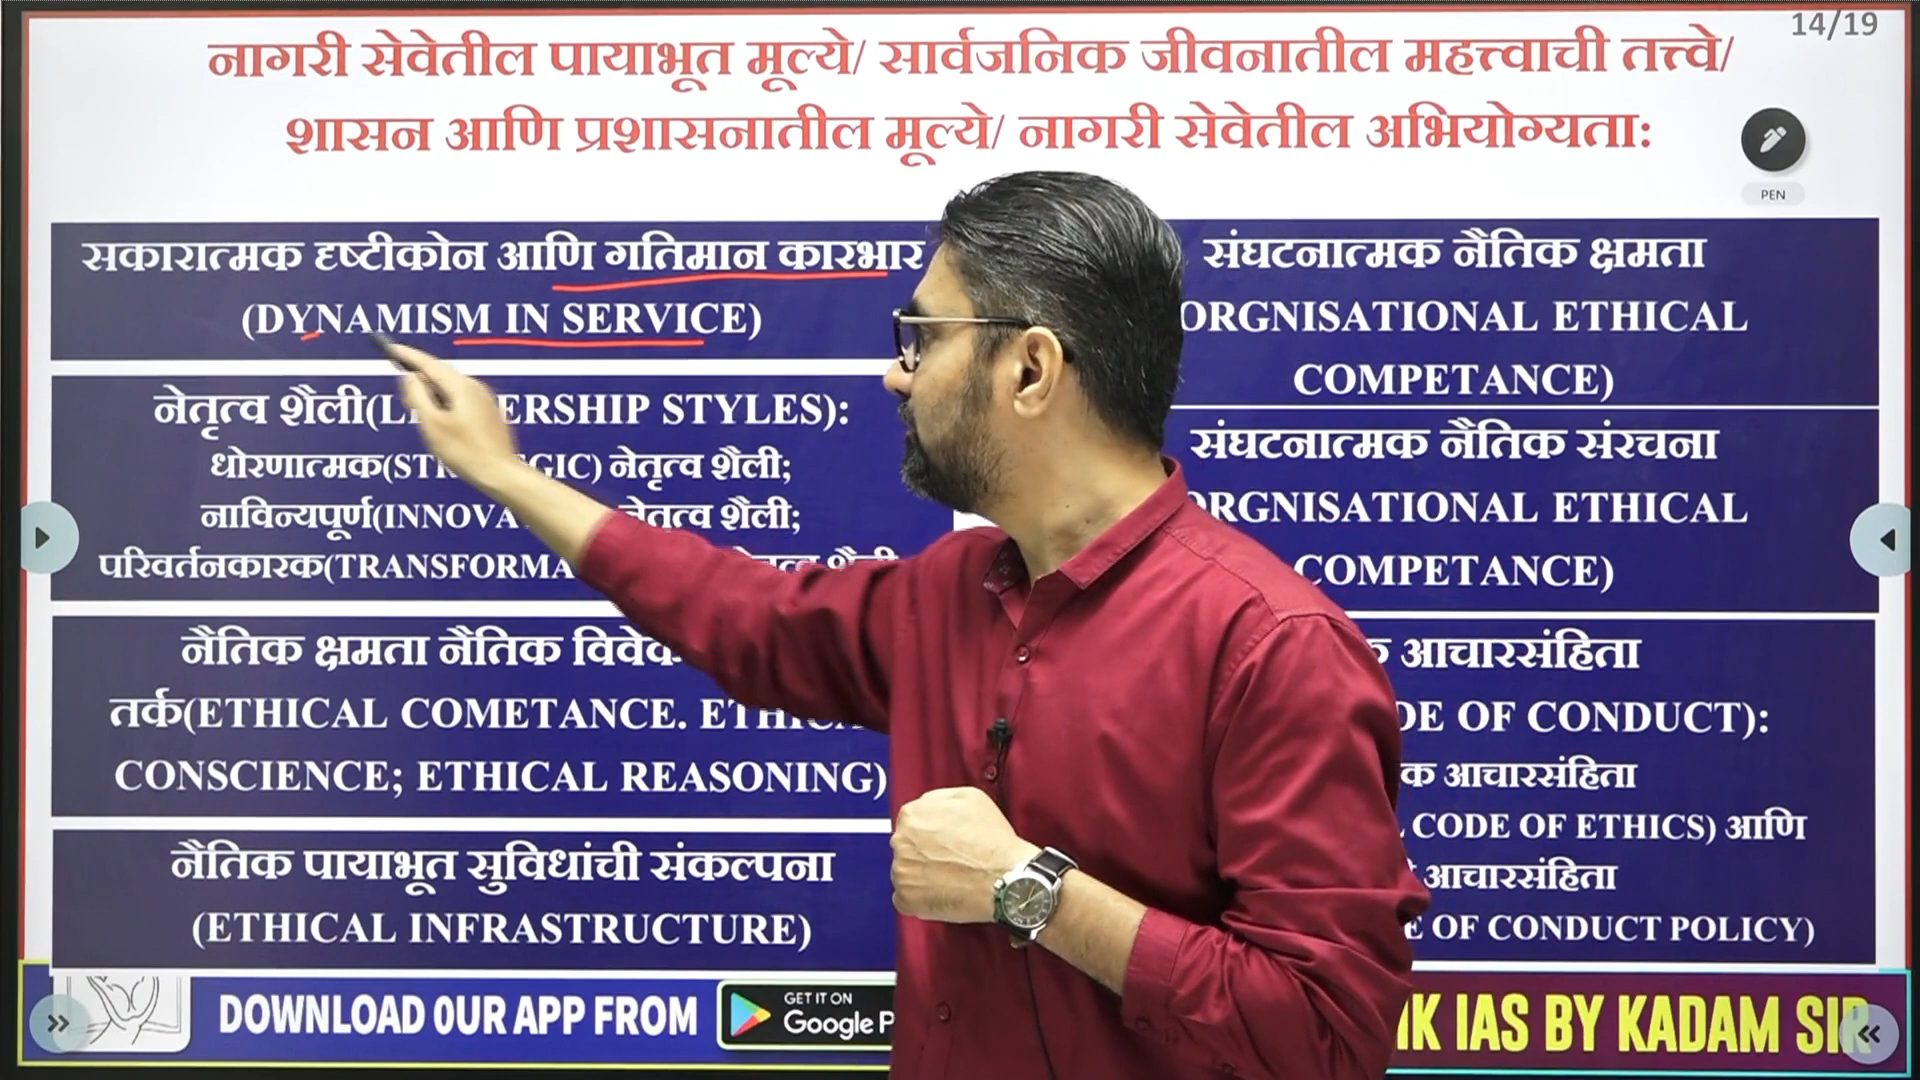 14/19
नागरी सेवेतील पायाभूत मूल्ये/ सार्वजनिक जीवनातील महत्त्वाची तत्त्वे/
शासन आणि प्रशासनातील मूल्ये/ नागरी सेवेतील अभियोग्यता:
PEN
सकारात्मक दृष्टीकोन आणि गतिमान कारभार
(DYNAMISM IN SERVICE)
नेतृत्व शैली(L ERSHIP STYLES):
धोरणात्मक(ST GIC) नेतृत्व शैली;
नाविन्यपूर्ण(INNOVA नेतृत्व शैली;
परिवर्तनकारक(TRANSFORMA शैली
नैतिक क्षमता नैतिक
तर्क(ETHICAL COMETANCE. ETHICA
CONSCIENCE; ETHICAL REASONING)
नैतिक पायाभूत सुविधांची संकल्पना
(ETHICAL INFRASTRUCTURE)
संघटनात्मक नैतिक क्षमता
ORGNISATIONAL ETHICAL
COMPETANCE)
संघटनात्मक नैतिक संरचना
ORGNISATIONAL ETHICAL
COMPETANCE)
आचारसंहिता
DE OF CONDUCT):
क आचारसंहिता
CODE OF ETHICS) आणि
आचारसंहिता
E OF CONDUCT POLICY)
DOWNLOAD 0UR APP FROM
GET IT ON
Google P
IK IAS BY KADAM SIR